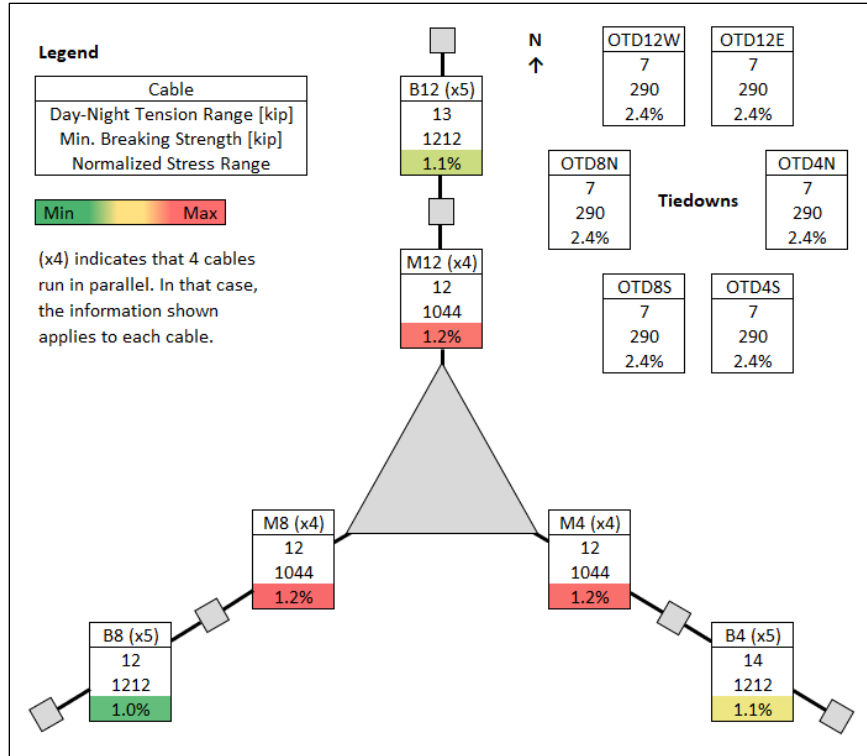 Legend
Cable
Day-Night Tension Range [kip]
Min. Breaking Strength [kip]
Normalized Stress Range
Min Max
(x4) indicates that 4 cables
run in parallel. In that case,
the information shown
applies to each cable.
B12 (x5)
13
1212
1.1%
M12 (x4)
12
1044
1.2%
N
↑
OTD12W
7
290
2.4%
OTD12E
7
290
2.4%
OTD8N
7
290
2.4%
Tiedowns
OTD4N
7
290
2.4%
OTD8S
7
290
2.4%
OTD4S
7
290
2.4%
M8 (x4)
12
1044
1.2%
M4 (x4)
12
1044
1.2%
B8 (x5)
12
1212
1.0%
B4 (x5)
14
1212
1.1%